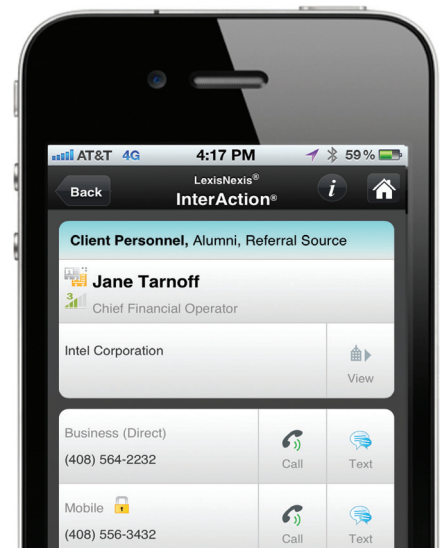 AT&T 4G 4:17 PM 59%
Back
LexisNexis®
InterAction®
i
Client Personnel, Alumni, Referral Source
Jane Tarnoff
3
Chief Financial Operator
Intel Corporation
View
Business (Direct)
(408) 564-2232
Call
Text
Mobile
(408) 556-3432
Call
Text